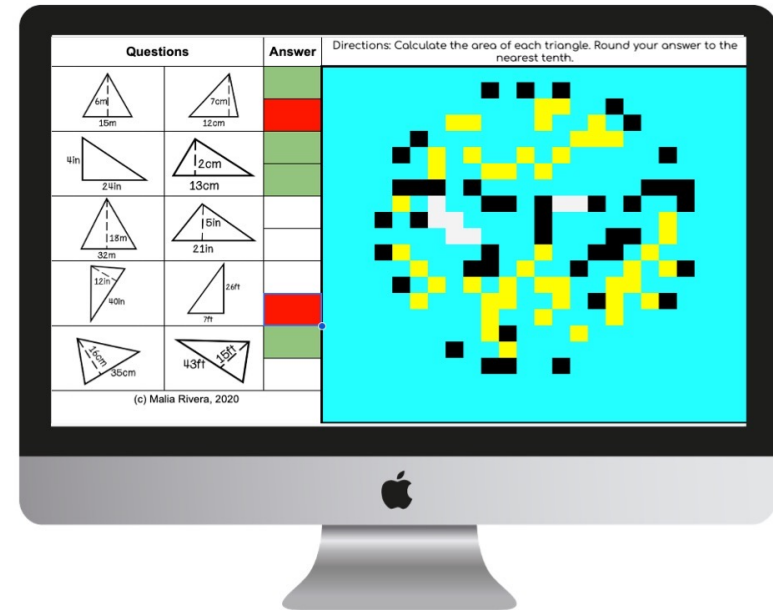 Questions
Answer
Directions: Calculate the area of each triangle. Round your answer to the
nearest tenth.
6m
15m
7cm
12cm
4in
24in
2cm
13cm
18m
32m
5in
21in
12in
40in
26ft
7ft
16cm
35cm
43ft
15ft
(c) Malia Rivera, 2020